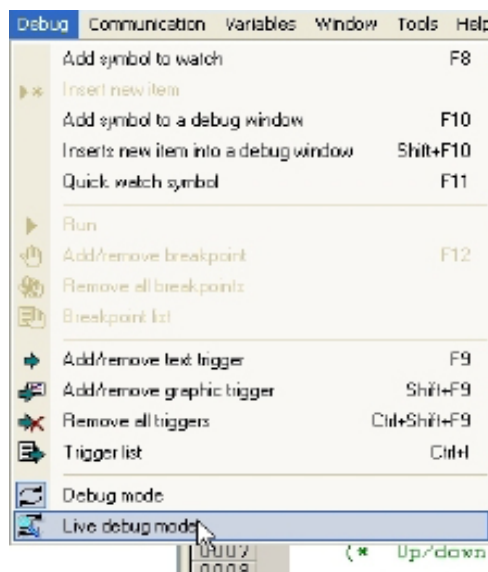 Debug Communication Variables Window Tools Help
Add symbol to watch F8
Insert new item
Add symbol to a debug window F10
Inserts new item into a debug window Shift+F10
Quick watch symbol F11
Run
Add/remove breakpoint F12
Remove all breakpoints
Breakpoint list
Add/remove text trigger F9
Add/remove graphic trigger Shift+F9
Remove all triggers Ctrl+Shift+F9
Trigger list Ctrl+I
Debug mode
Live debug mode
0007 (* Up/down
0008